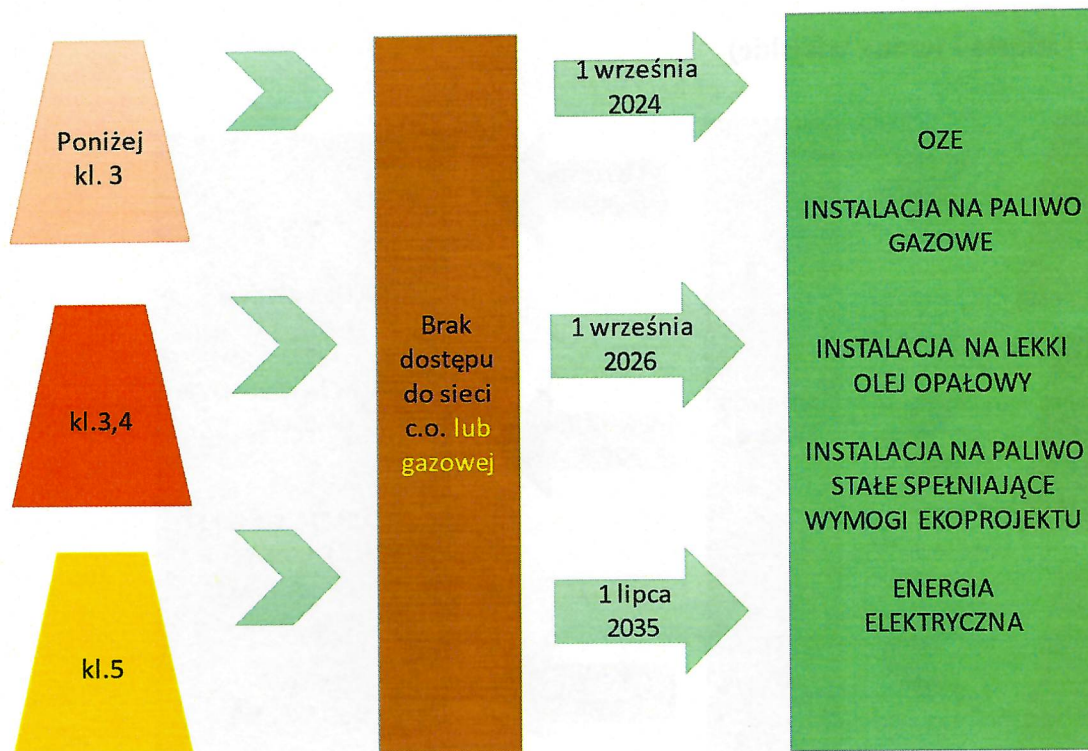 Poniżej
kl. 3
kl.3,4
kl.5
Brak
dostępu
do sieci
c.o. lub
gazowej
1 września
2024
1 września
2026
1 lipca
2035
OZE
INSTALACJA NA PALIWO
GAZOWE
INSTALACJA NA LEKKI
OLEJ OPAŁOWY
INSTALACJA NA PALIWO
STAŁE SPEŁNIAJĄCE
WYMOGI EKOPROJEKTU
ENERGIA
ELEKTRYCZNA